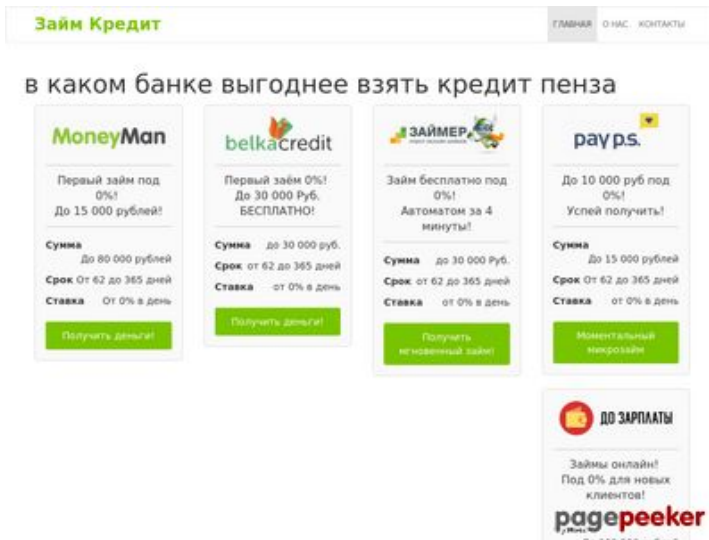 Займ Кредит
ГЛАВНАЯ О НАС КОНТАКТЫ
в каком банке выгоднее взять кредит пенза
MoneyMan
Первый займ под
0%!
До 15 000 рублей!
Сумма
До 80 000 рублей
Срок От 62 до 365 дней
Ставка От 0% в день
Получить деньги!
belkacredit
Первый заём 0%!
До 30 000 Руб.
БЕСПЛАТНО!
Сумма до 30 000 руб.
Срок от 62 до 365 дней
Ставка от 0% в день
Получить деньги!
ЗАЙМЕР
Займ бесплатно под
0%!
Автоматом за 4
минуты!
Сумма до 30 000 Руб.
Срок от 62 до 365 дней
Ставка от 0% в день
Получить
мгновенный займ!
pay p.s.
До 10 000 руб под
0%!
Успей получить!
Сумма
До 15 000 рублей
Срок От 62 до 365 дней
Ставка От 0% в день
Моментальный
микрозайм
ДО ЗАРПЛАТЫ
Займы онлайн!
Под 0% для новых
клиентов!
pagepeeker